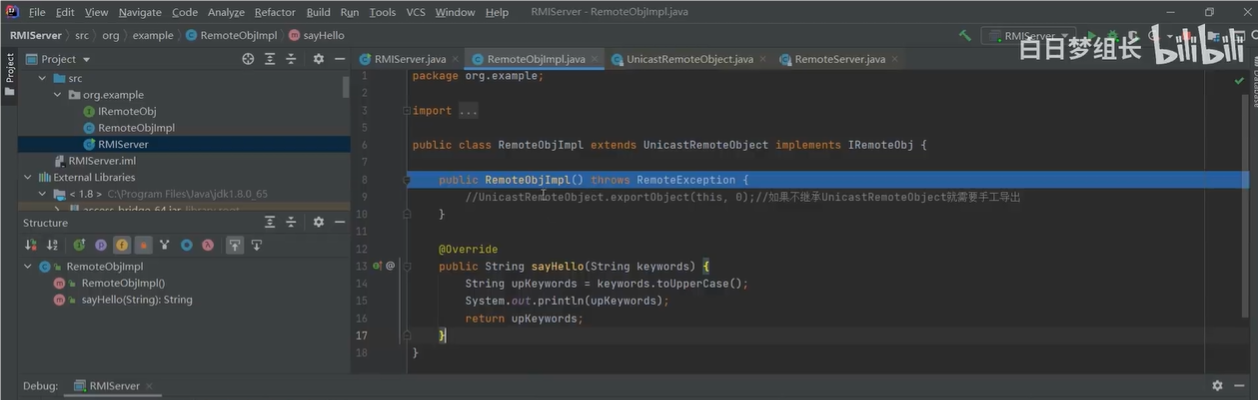 File Edit View Navigate Code Analyze Refactor Build Run Tools VCS Window Help RMIServer - RemoteObjImpl.java
RMIServer src org example RemoteObjImpl sayHello RMIServer
白日梦组长 bilibili
Project
Project
RMIServer.java RemoteObjImpl.java UnicastRemoteObject.java RemoteServer.java
src
org.example
IRemoteObj
RemoteObjImpl
RMIServer
RMIServer.iml
External Libraries
< 1.8 > C:\Program Files\Java\jdk1.8.0_65
access-bridge-64.jar library root
Structure
RemoteObjImpl
RemoteObjImpl()
sayHello(String): String
1 package org.example;
2
3 import ...
5
6 public class RemoteObjImpl extends UnicastRemoteObject implements IRemoteObj {
7
8 public RemoteObjImpl() throws RemoteException {
9 //UnicastRemoteObject.exportObject(this, 0);//如果不继承UnicastRemoteObject就需要手工导出
10 }
11
12 @Override
13 public String sayHello(String keywords) {
14 String upKeywords = keywords.toUpperCase();
15 System.out.println(upKeywords);
16 return upKeywords;
17 }
18 }
Database
Debug: RMIServer